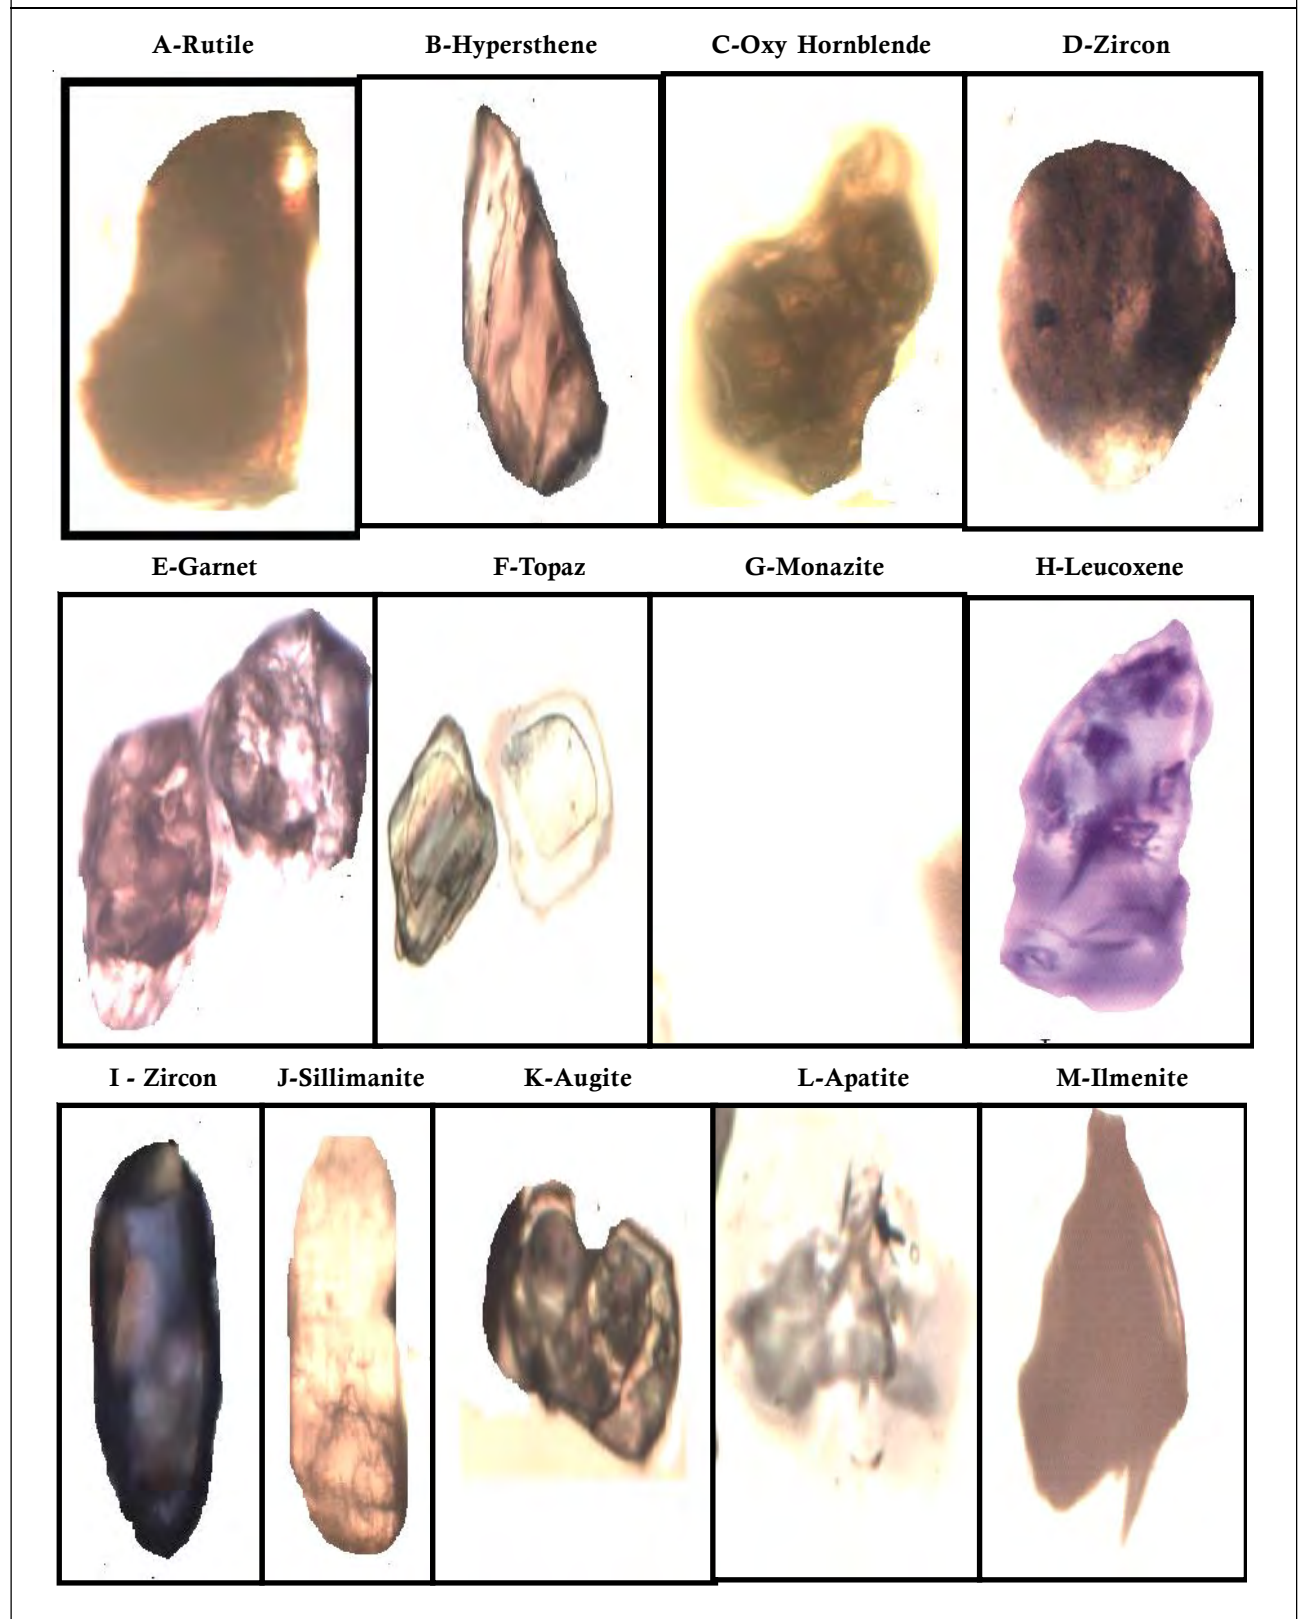 A-Rutile B-Hypersthene C-Oxy Hornblende D-Zircon
E-Garnet F-Topaz G-Monazite H-Leucoxene
I - Zircon J-Sillimanite K-Augite L-Apatite M-Ilmenite